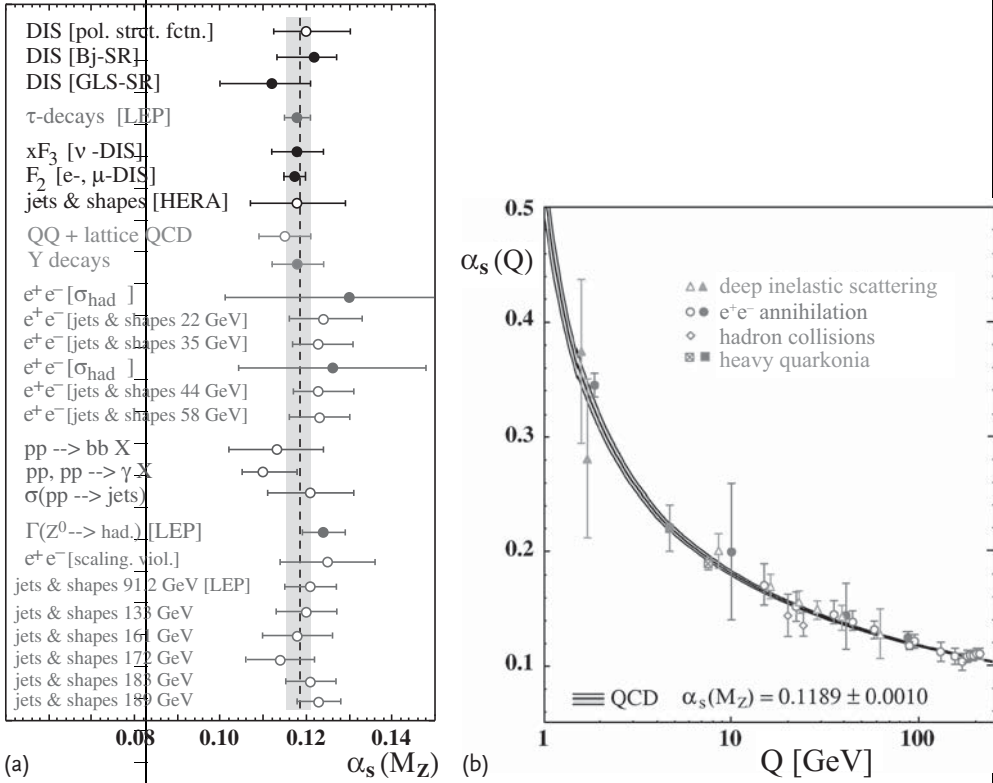 DIS [pol. strct. fctn.]
DIS [Bj-SR]
DIS [GLS-SR]
τ-decays [LEP]
xF3 [ν -DIS]
F2 [e-, μ-DIS]
jets & shapes [HERA]
QQ + lattice QCD
Υ decays
e+ e− [σhad ]
e+ e− [jets & shapes 22 GeV]
e+ e− [jets & shapes 35 GeV]
e+ e− [σhad ]
e+ e− [jets & shapes 44 GeV]
e+ e− [jets & shapes 58 GeV]
pp --> bb X
pp, pp --> γ X
σ(pp --> jets)
Γ(Z0 --> had.) [LEP]
e+ e− [scaling. viol.]
jets & shapes 91.2 GeV [LEP]
jets & shapes 133 GeV
jets & shapes 161 GeV
jets & shapes 172 GeV
jets & shapes 183 GeV
jets & shapes 189 GeV
0.08 0.10 0.12 0.14
(a) αs (MZ)
0.5
αs (Q)
0.4
0.3
0.2
0.1
deep inelastic scattering
e+e− annihilation
hadron collisions
heavy quarkonia
QCD αs (MZ) = 0.1189 ± 0.0010
1 10 100
(b) Q [GeV]